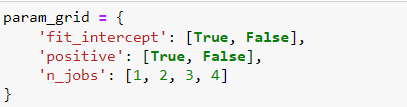 param_grid = {
    'fit_intercept': [True, False],
    'positive': [True, False],
    'n_jobs': [1, 2, 3, 4]
}